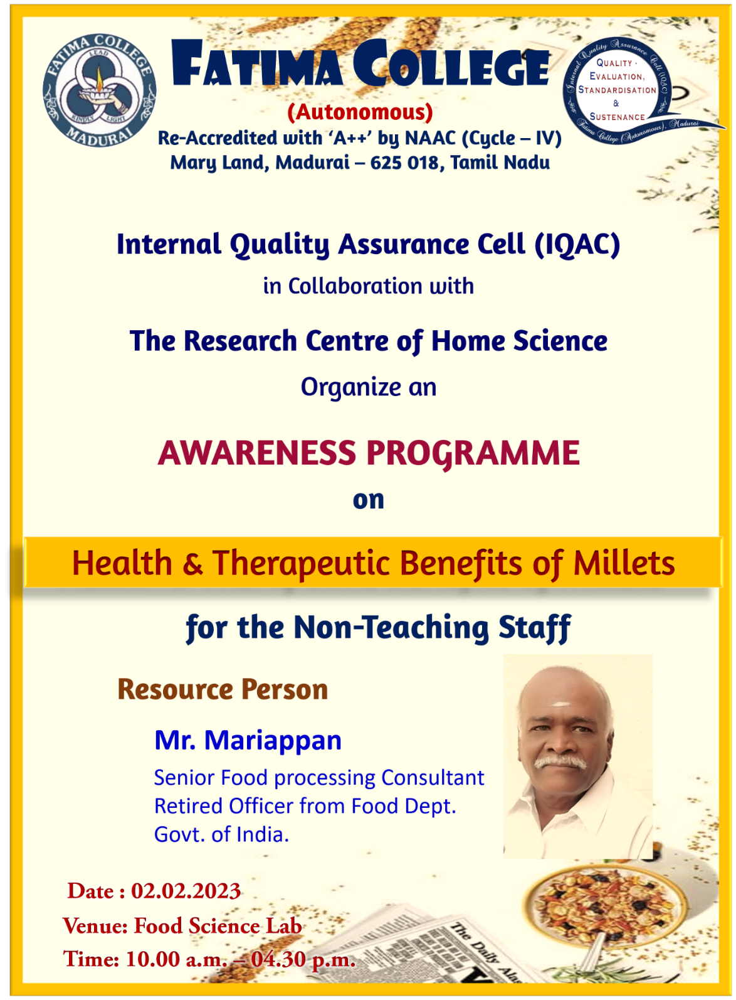 FATIMA COLLEGE
MADURAI
LEAD
KINDLY
LIGHT
FATIMA COLLEGE
(Autonomous)
Re-Accredited with ‘A++’ by NAAC (Cycle – IV)
Mary Land, Madurai – 625 018, Tamil Nadu
Internal Quality Assurance Cell (IQAC)
QUALITY -
EVALUATION,
STANDARDISATION
&
SUSTENANCE
Fatima College (Autonomous), Madurai
Internal Quality Assurance Cell (IQAC)
in Collaboration with
The Research Centre of Home Science
Organize an
AWARENESS PROGRAMME
on
Health & Therapeutic Benefits of Millets
for the Non-Teaching Staff
Resource Person
Mr. Mariappan
Senior Food processing Consultant
Retired Officer from Food Dept.
Govt. of India.
Date : 02.02.2023
Venue: Food Science Lab
Time: 10.00 a.m. – 04.30 p.m.
The Daily